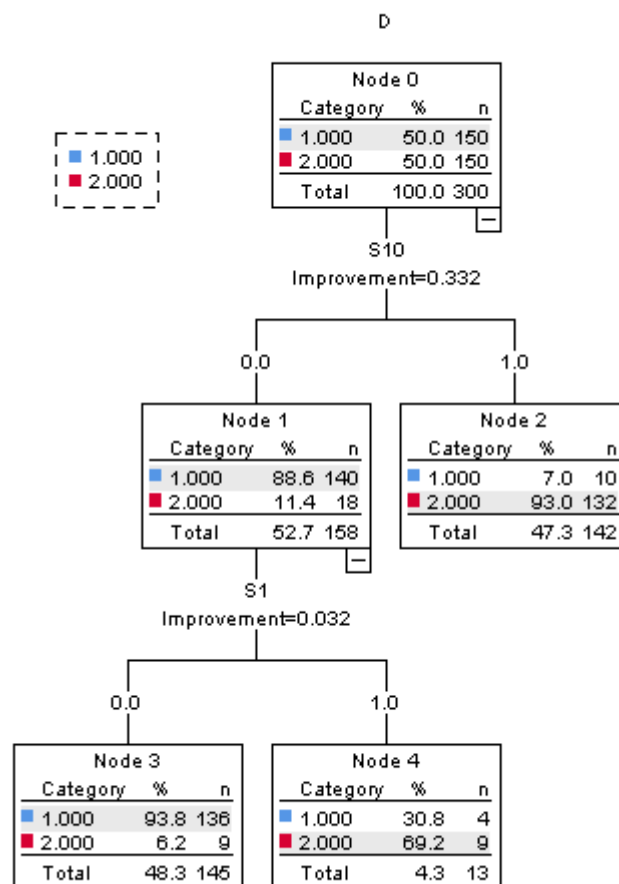 D
Node 0
Category % n
1.000 50.0 150
2.000 50.0 150
Total 100.0 300
1.000
2.000
S10
Improvement=0.332
0.0 1.0
Node 1
Category % n
1.000 88.6 140
2.000 11.4 18
Total 52.7 158
Node 2
Category % n
1.000 7.0 10
2.000 93.0 132
Total 47.3 142
S1
Improvement=0.032
0.0 1.0
Node 3
Category % n
1.000 93.8 136
2.000 6.2 9
Total 48.3 145
Node 4
Category % n
1.000 30.8 4
2.000 69.2 9
Total 4.3 13